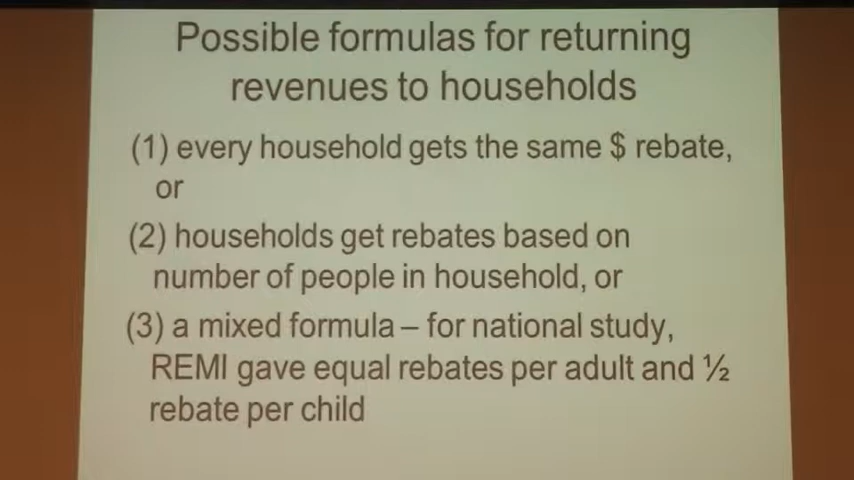 Possible formulas for returning
revenues to households
(1) every household gets the same $ rebate,
or
(2) households get rebates based on
number of people in household, or
(3) a mixed formula – for national study,
REMI gave equal rebates per adult and ½
rebate per child